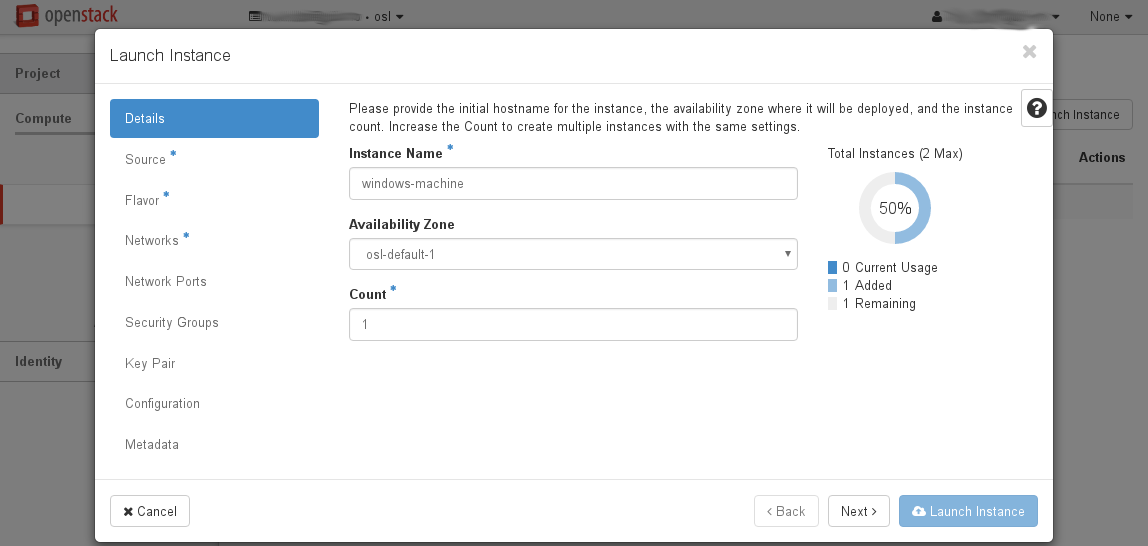 openstack
• osl
None
Launch Instance
Project
Compute
Identity
nch Instance
Actions
Details
Source *
Flavor *
Networks *
Network Ports
Security Groups
Key Pair
Configuration
Metadata
Please provide the initial hostname for the instance, the availability zone where it will be deployed, and the instance
count. Increase the Count to create multiple instances with the same settings.
Instance Name *
windows-machine
Availability Zone
osl-default-1
Count *
1
Total Instances (2 Max)
50%
0 Current Usage
1 Added
1 Remaining
Cancel
< Back
Next >
Launch Instance